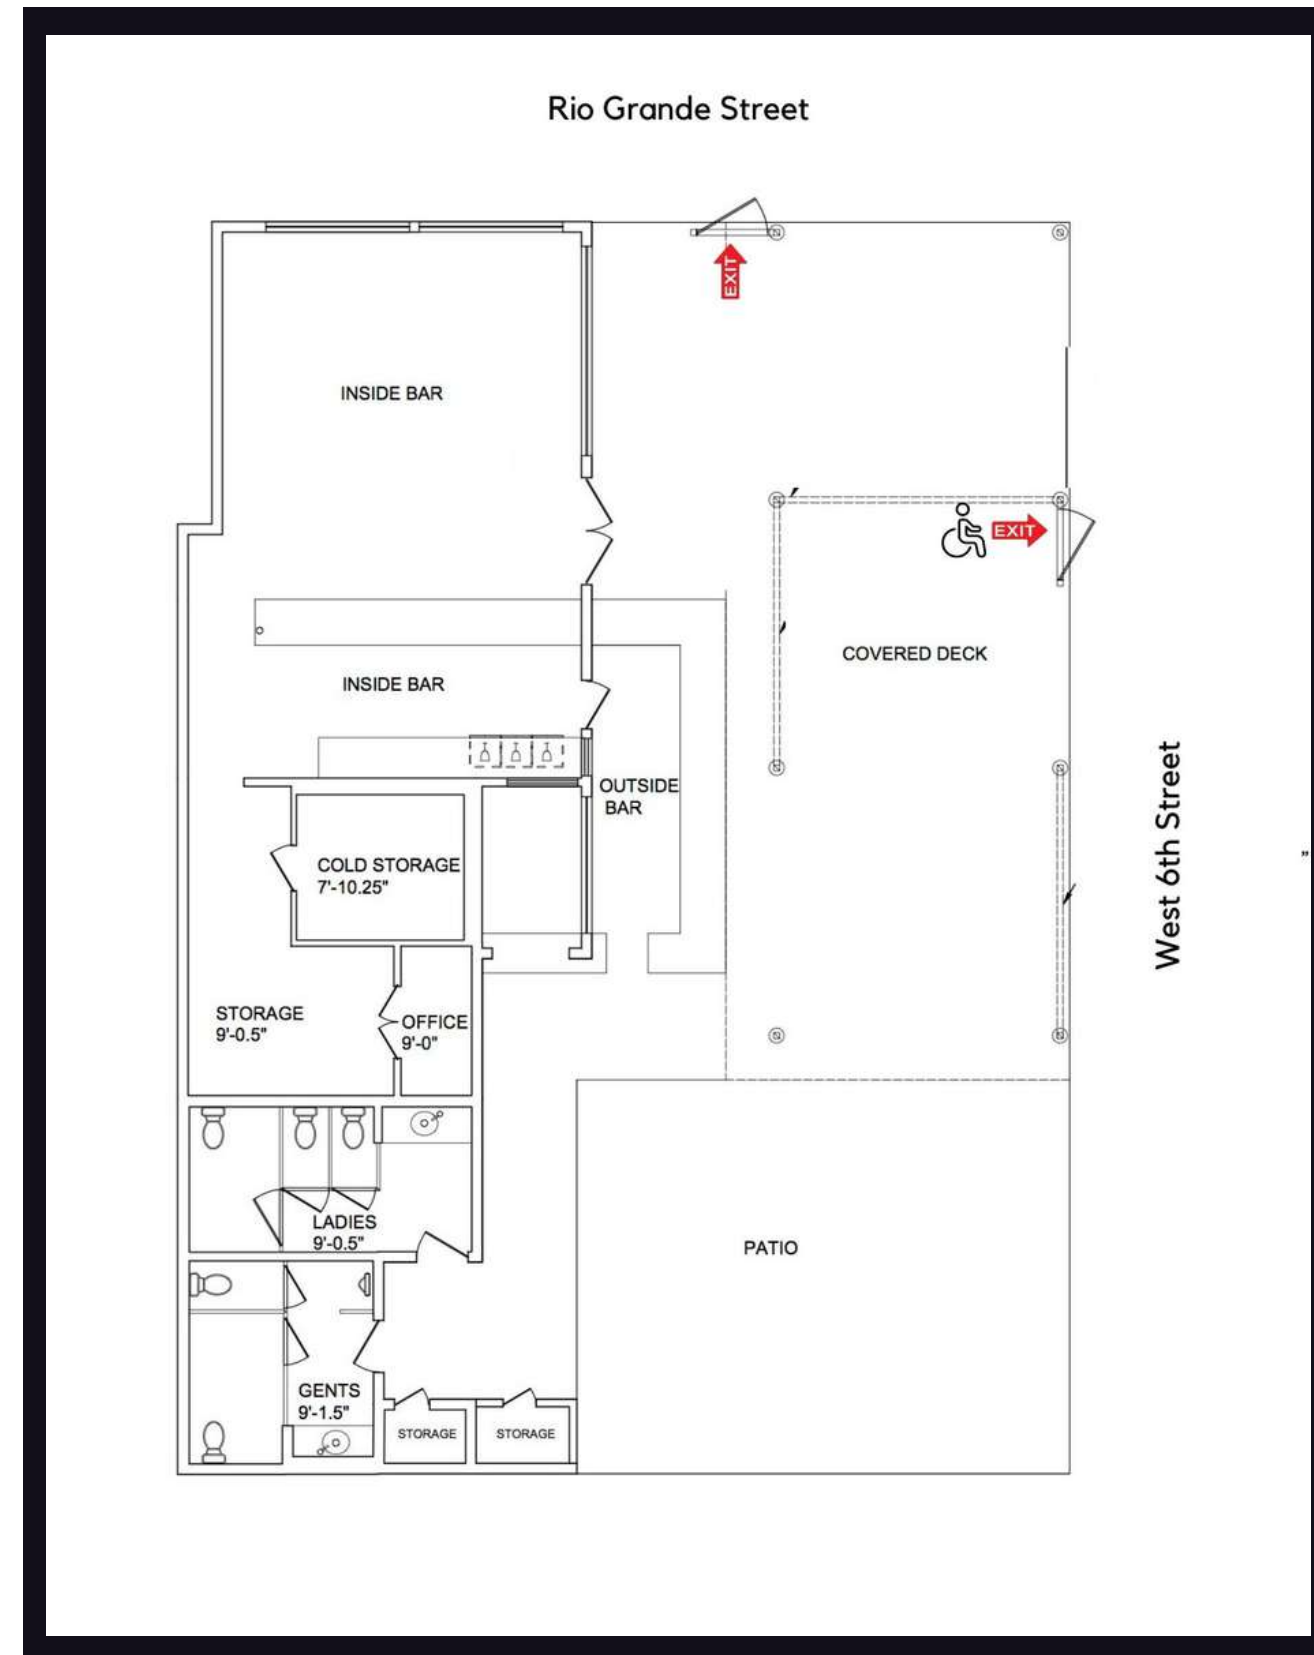 Rio Grande Street
EXIT
INSIDE BAR
EXIT
COVERED DECK
INSIDE BAR
OUTSIDE
BAR
West 6th Street
”
COLD STORAGE
7'-10.25"
STORAGE
9'-0.5"
OFFICE
9'-0"
LADIES
9'-0.5"
PATIO
GENTS
9'-1.5"
STORAGE
STORAGE